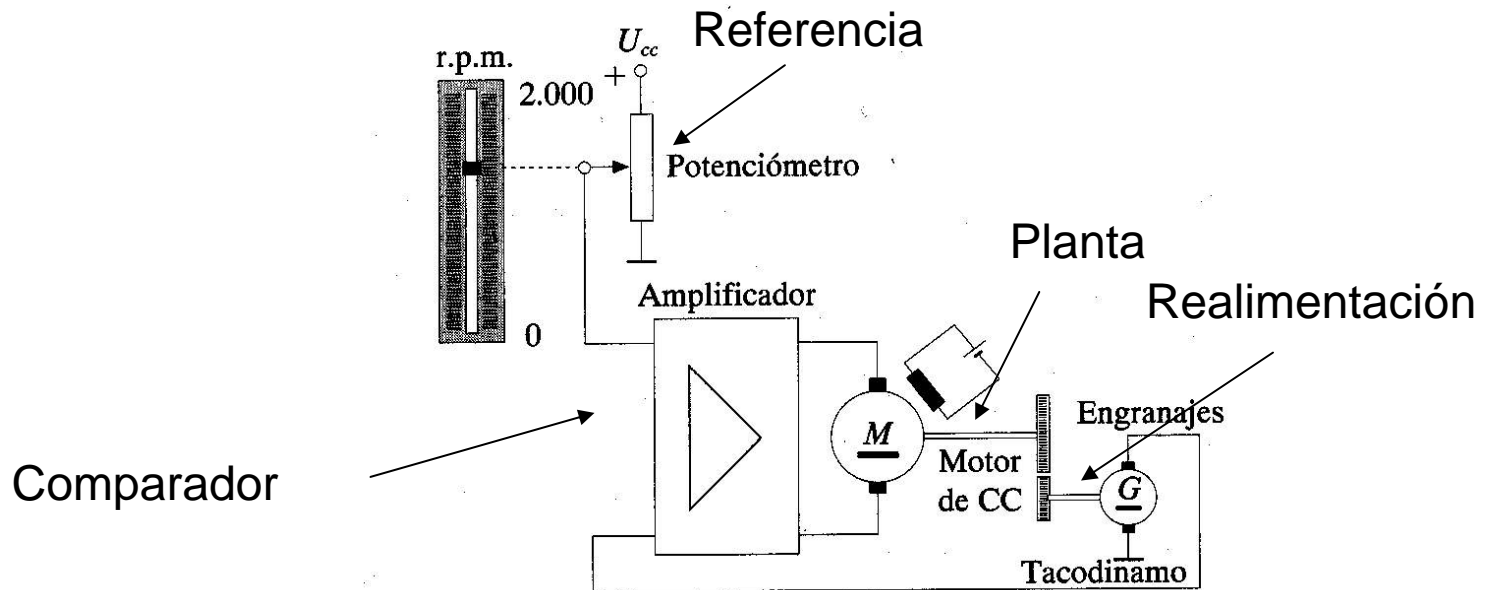 Referencia
U_cc
r.p.m.
+
2.000
Potenciómetro
Planta
Amplificador
Realimentación
0
Engranajes
M
Motor
de CC
G
Comparador
Tacodinamo